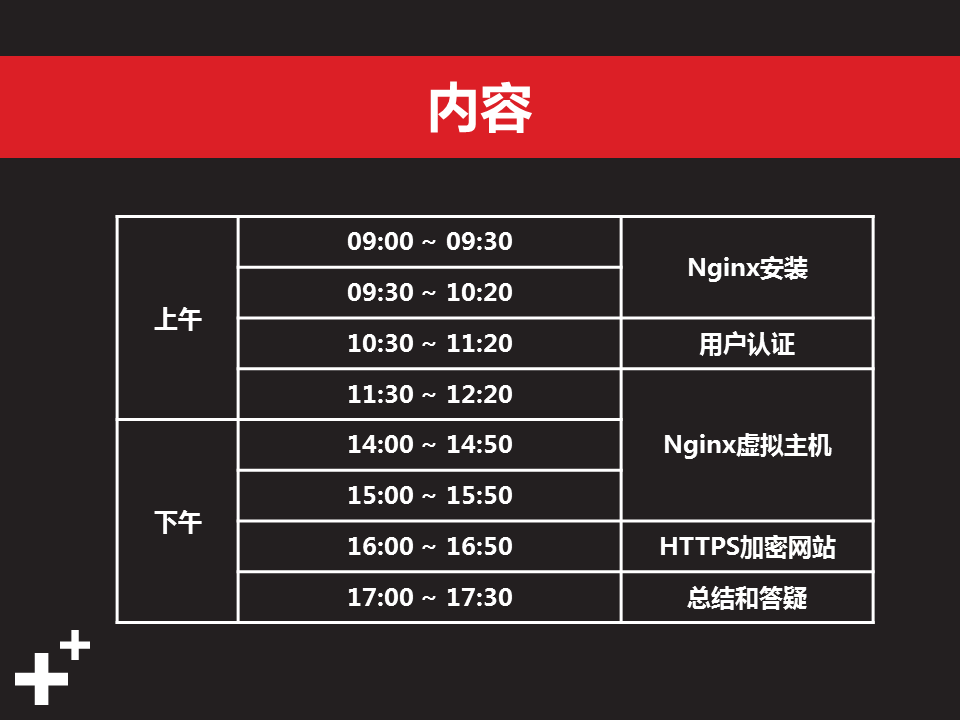 内容
上午
09:00 ~ 09:30
Nginx安装
09:30 ~ 10:20
10:30 ~ 11:20
用户认证
11:30 ~ 12:20
Nginx虚拟主机
下午
14:00 ~ 14:50
15:00 ~ 15:50
16:00 ~ 16:50
HTTPS加密网站
17:00 ~ 17:30
总结和答疑